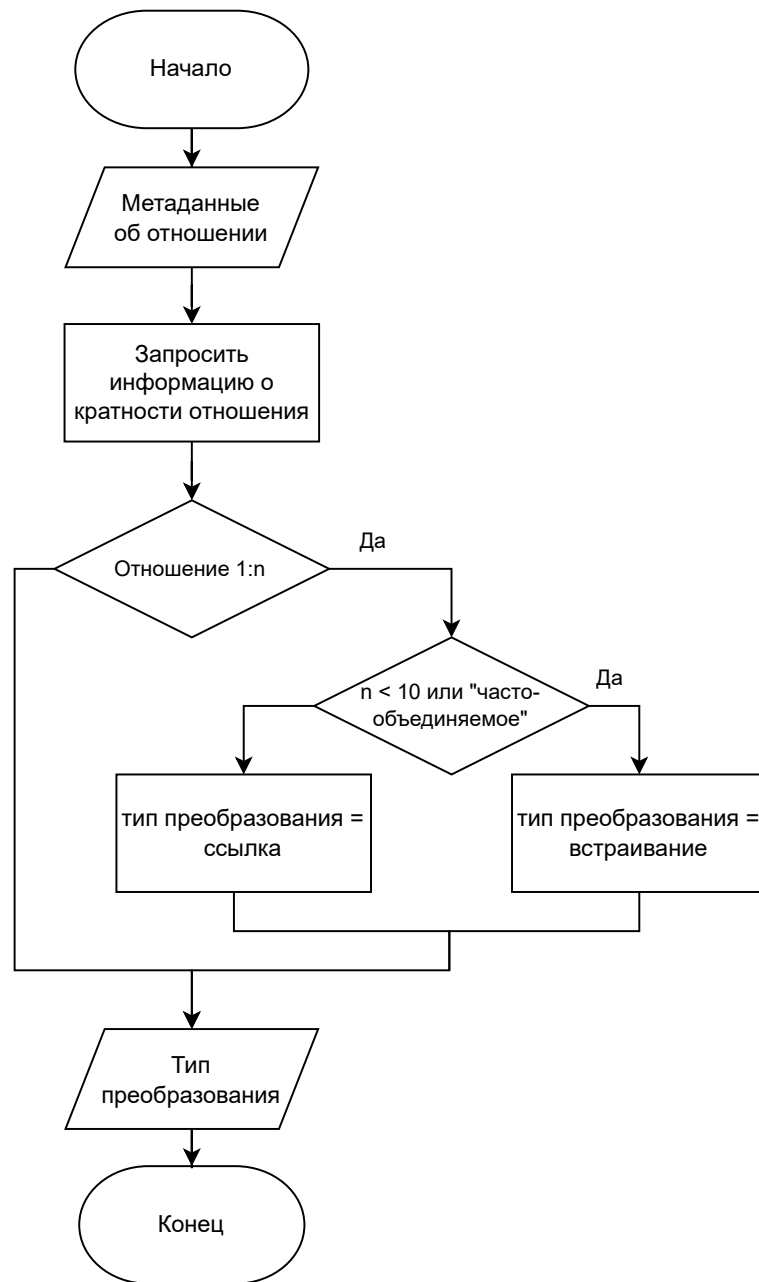 Начало
Метаданные
об отношении
Запросить
информацию о
кратности отношения
Да
Отношение 1:n
Да
n < 10 или "часто-
объединяемое"
тип преобразования =
ссылка
тип преобразования =
встраивание
Тип
преобразования
Конец